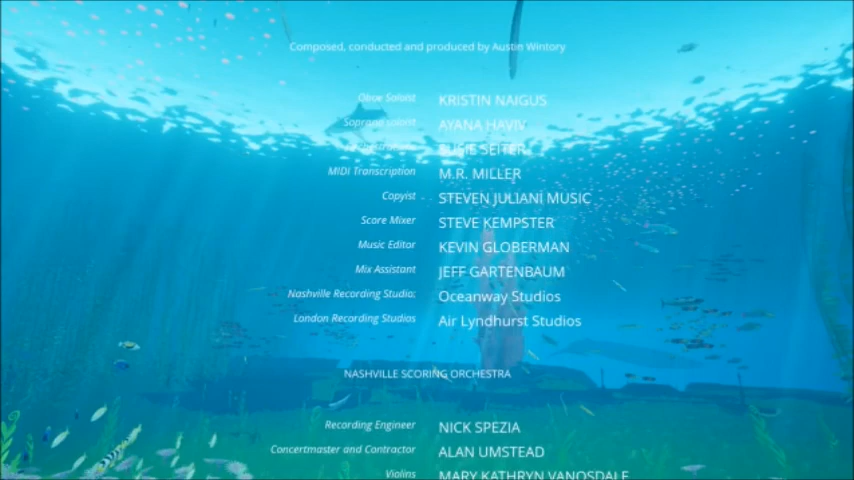 Composed, conducted and produced by Austin Wintory
Oboe Soloist KRISTIN NAIGUS
Soprano soloist AYANA HAVIV
SUSIE SEITER
MIDI Transcription M.R. MILLER
Copyist STEVEN JULIANI MUSIC
Score Mixer STEVE KEMPSTER
Music Editor KEVIN GLOBERMAN
Mix Assistant JEFF GARTENBAUM
Nashville Recording Studio: Oceanway Studios
London Recording Studios Air Lyndhurst Studios
NASHVILLE SCORING ORCHESTRA
Recording Engineer NICK SPEZIA
Concertmaster and Contractor ALAN UMSTEAD
Violins MARY KATHRYN VANOSDALE